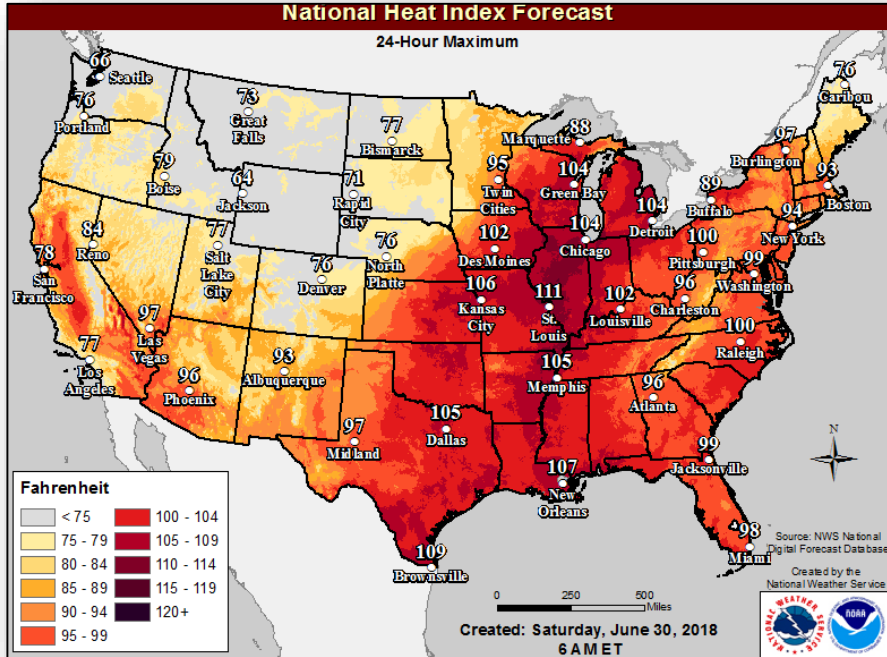 National Heat Index Forecast
24-Hour Maximum
66
Seattle
76
Portland
73
Great
Falls
77
Bismarck
79
Boise
64
Jackson
71
Rapid
City
95
Twin
Cities
Marquette
88
104
Green Bay
76
Caribou
97
Burlington
93
Boston
89
Buffalo
104
Detroit
94
New York
84
Reno
78
San
Francisco
77
Salt
Lake
City
76
Denver
76
North
Platte
102
Des Moines
104
Chicago
100
Pittsburgh
99
Washington
106
Kansas
City
111
St.
Louis
102
Louisville
96
Charleston
97
Las
Vegas
77
Los
Angeles
96
Phoenix
93
Albuquerque
105
Memphis
100
Raleigh
96
Atlanta
97
Midland
105
Dallas
107
New
Orleans
99
Jacksonville
109
Brownsville
98
Miami
N
Fahrenheit
< 75
75 - 79
80 - 84
85 - 89
90 - 94
95 - 99
100 - 104
105 - 109
110 - 114
115 - 119
120+
0 250 500
Miles
Source: NWS National
Digital Forecast Database
Created by the
National Weather Service
Created: Saturday, June 30, 2018
6 AM ET
NATIONAL WEATHER SERVICE
NOAA